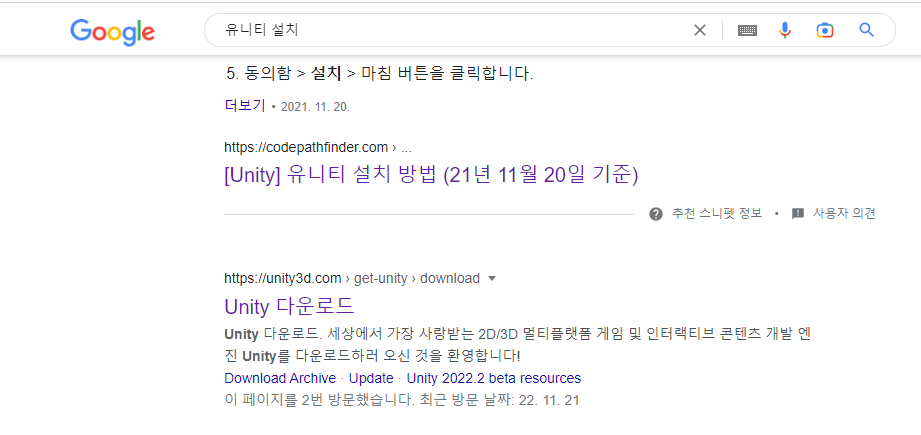 Google
유니티 설치
5. 동의함 > 설치 > 마침 버튼을 클릭합니다.
더보기 • 2021. 11. 20.
https://codepathfinder.com › ...
[Unity] 유니티 설치 방법 (21년 11월 20일 기준)
추천 스니펫 정보 • 사용자 의견
https://unity3d.com › get-unity › download
Unity 다운로드
Unity 다운로드. 세상에서 가장 사랑받는 2D/3D 멀티플랫폼 게임 및 인터랙티브 콘텐츠 개발 엔
진 Unity를 다운로드하러 오신 것을 환영합니다!
Download Archive · Update · Unity 2022.2 beta resources
이 페이지를 2번 방문했습니다. 최근 방문 날짜: 22. 11. 21